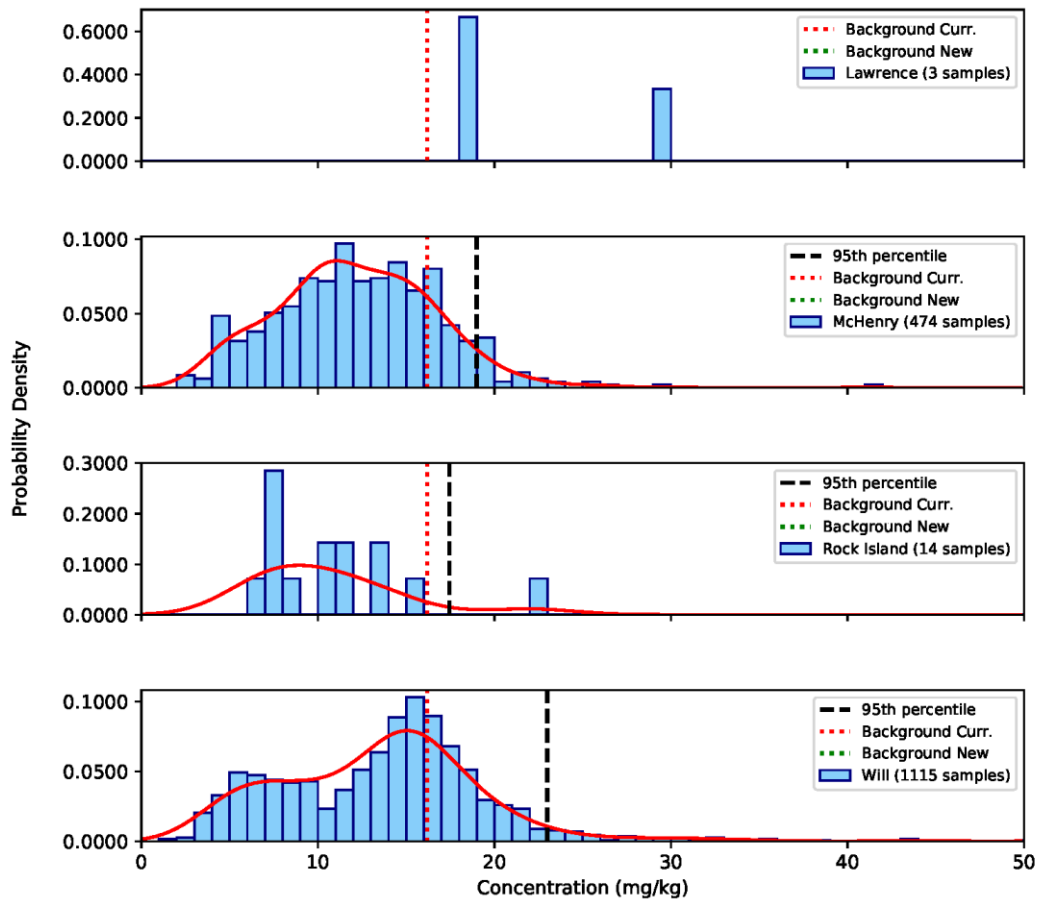 0.6000
0.4000
0.2000
0.0000
Background Curr.
Background New
Lawrence (3 samples)
Probability Density
0.1000
0.0500
0.0000
95th percentile
Background Curr.
Background New
McHenry (474 samples)
0.3000
0.2000
0.1000
0.0000
95th percentile
Background Curr.
Background New
Rock Island (14 samples)
0.1000
0.0500
0.0000
95th percentile
Background Curr.
Background New
Will (1115 samples)
0 10 20 30 40 50
Concentration (mg/kg)